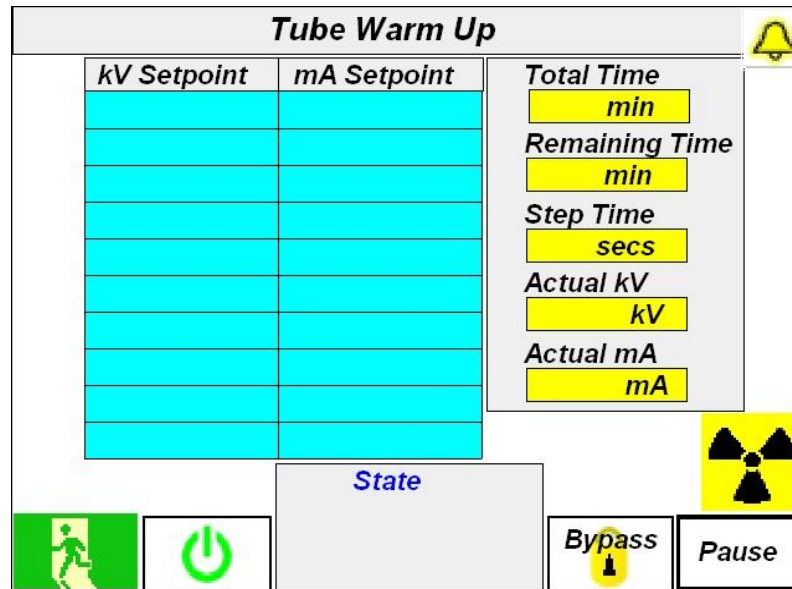 Tube Warm Up
kV Setpoint mA Setpoint
Total Time
min
Remaining Time
min
Step Time
secs
Actual kV
kV
Actual mA
mA
State
Bypass
Pause